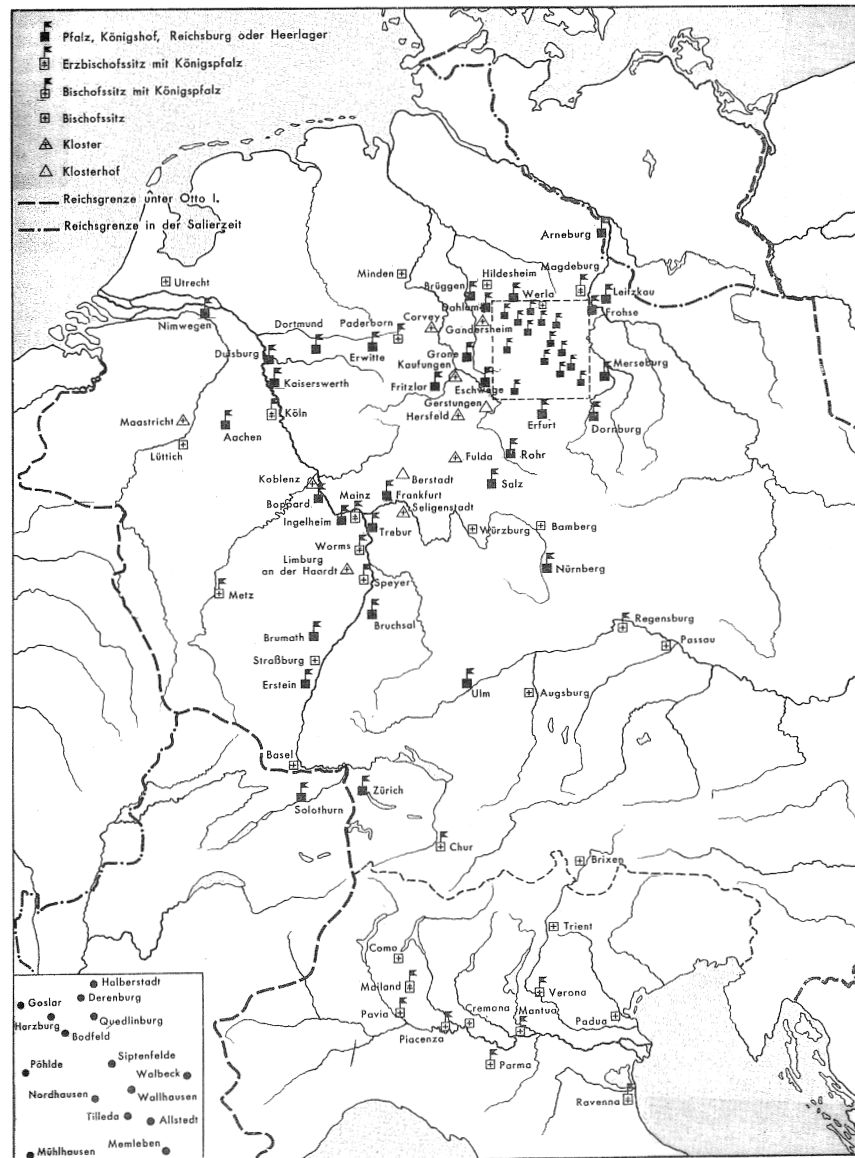 Pfalz, Königshof, Reichsburg oder Heerlager
Erzbischofssitz mit Königspfalz
Bischofssitz mit Königspfalz
Bischofssitz
Kloster
Klosterhof
Reichsgrenze unter Otto I.
Reichsgrenze in der Salierzeit
Arneburg
Utrecht
Minden
Hildesheim
Magdeburg
Brüggen
Werla
Leitzkau
Nimwegen
Dahlum
Frohse
Corvey
Gandersheim
Dortmund
Paderborn
Duisburg
Erwitte
Grone
Kaufungen
Merseburg
Kaiserswerth
Fritzlar
Eschwege
Gerstungen
Köln
Hersfeld
Erfurt
Dornburg
Maastricht
Aachen
Lüttich
Fulda
Rohr
Koblenz
Berstadt
Salz
Boppard
Mainz
Frankfurt
Seligenstadt
Ingelheim
Trebur
Würzburg
Bamberg
Worms
Limburg
an der Haardt
Nürnberg
Speyer
Metz
Bruchsal
Regensburg
Brumath
Passau
Straßburg
Erstein
Ulm
Augsburg
Basel
Zürich
Solothurn
Chur
Brixen
Trient
Como
Mailand
Verona
Pavia
Cremona
Mantua
Padua
Piacenza
Parma
Ravenna
Halberstadt
Derenburg
Goslar
Harzburg
Quedlinburg
Bodfeld
Pöhlde
Siptenfelde
Walbeck
Nordhausen
Wallhausen
Tilleda
Allstedt
Memleben
Mühlhausen